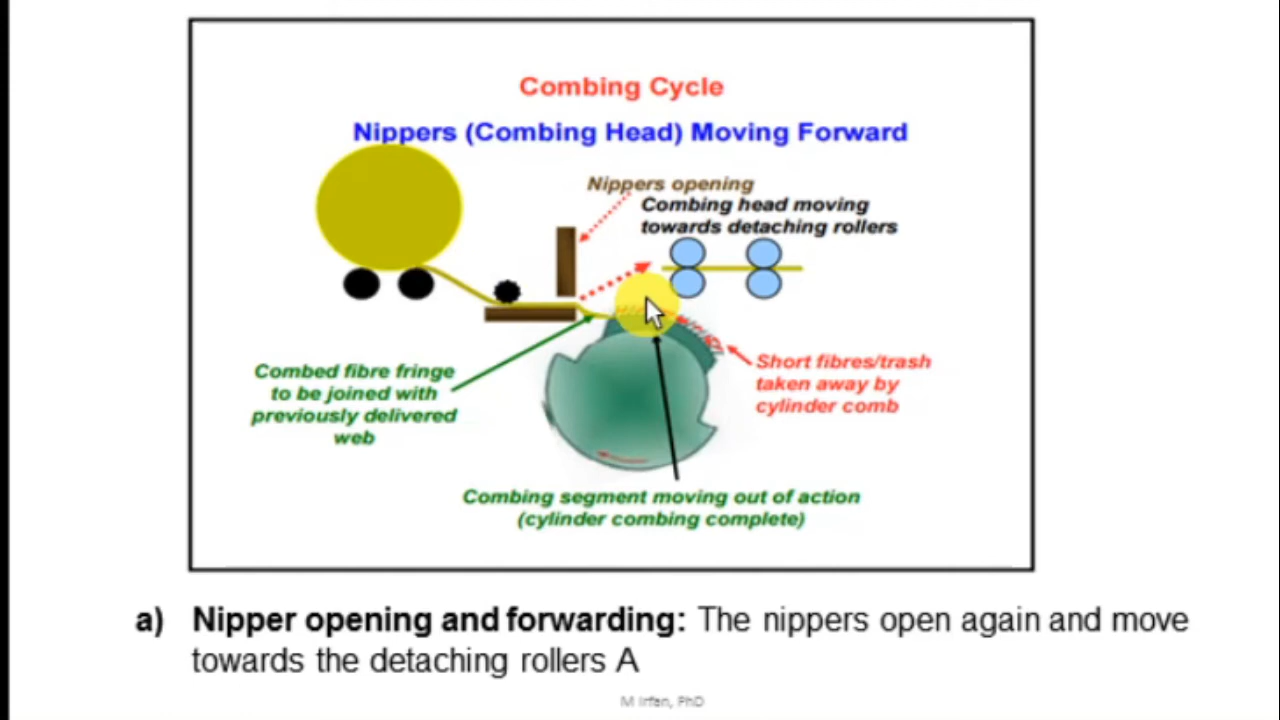 Combing Cycle
Nippers (Combing Head) Moving Forward
Nippers opening
Combing head moving
towards detaching rollers
Combed fibre fringe
to be joined with
previously delivered
web
Short fibres/trash
taken away by
cylinder comb
Combing segment moving out of action
(cylinder combing complete)
a) Nipper opening and forwarding: The nippers open again and move
towards the detaching rollers A
M Irfan, PhD